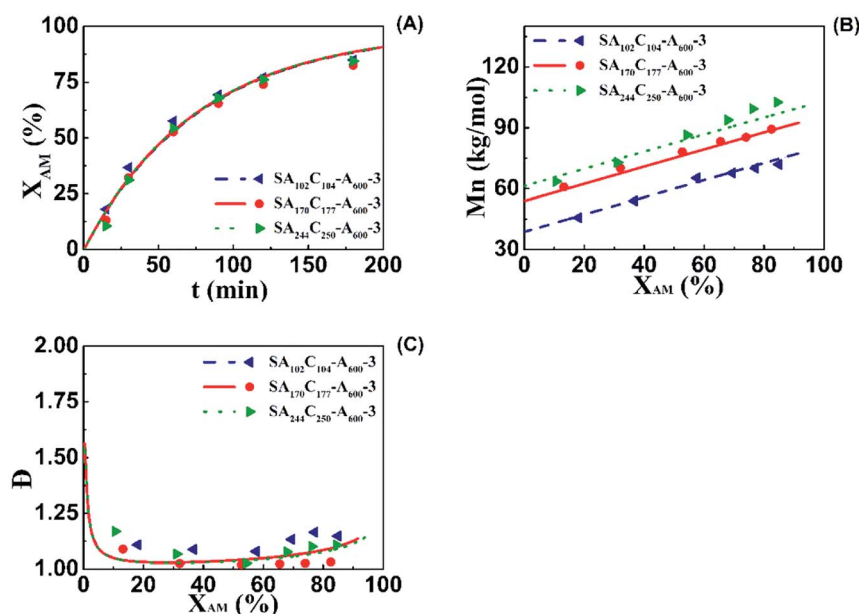 (A)
100
75
50
25
0
X_AM (%)
SA₁₀₂C₁₀₄-A₆₀₀-3
SA₁₇₀C₁₇₇-A₆₀₀-3
SA₂₄₄C₂₅₀-A₆₀₀-3
0 50 100 150 200
t (min)
(B)
120
90
60
30
Mn (kg/mol)
SA₁₀₂C₁₀₄-A₆₀₀-3
SA₁₇₀C₁₇₇-A₆₀₀-3
SA₂₄₄C₂₅₀-A₆₀₀-3
0 20 40 60 80 100
X_AM (%)
(C)
2.00
1.75
1.50
1.25
1.00
Đ
SA₁₀₂C₁₀₄-A₆₀₀-3
SA₁₇₀C₁₇₇-A₆₀₀-3
SA₂₄₄C₂₅₀-A₆₀₀-3
0 20 40 60 80 100
X_AM (%)